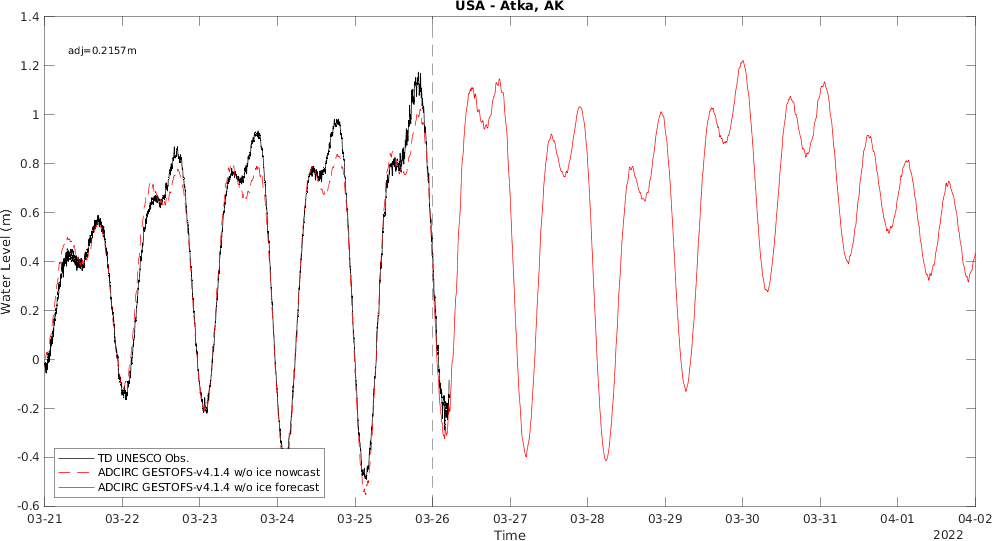 USA - Atka, AK
1.4
1.2
1
0.8
0.6
0.4
0.2
0
-0.2
-0.4
-0.6
Water Level (m)
adj=0.2157m
TD UNESCO Obs.
ADCIRC GESTOFS-v4.1.4 w/o ice nowcast
ADCIRC GESTOFS-v4.1.4 w/o ice forecast
03-21 03-22 03-23 03-24 03-25 03-26 03-27 03-28 03-29 03-30 03-31 04-01 04-02
Time
2022